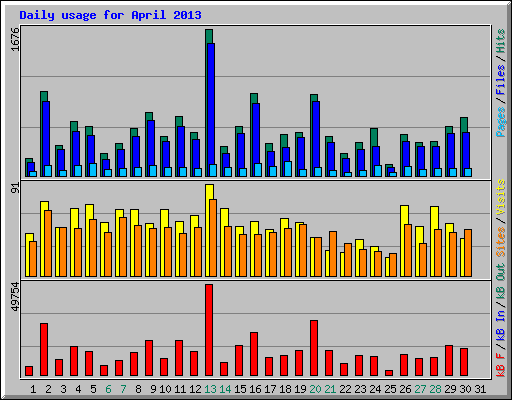 Daily usage for April 2013
1676
Pages / Files / Hits
91
Sites / Visits
49754
kB F / kB In / kB Out
1 2 3 4 5 6 7 8 9 10 11 12 13 14 15 16 17 18 19 20 21 22 23 24 25 26 27 28 29 30 31